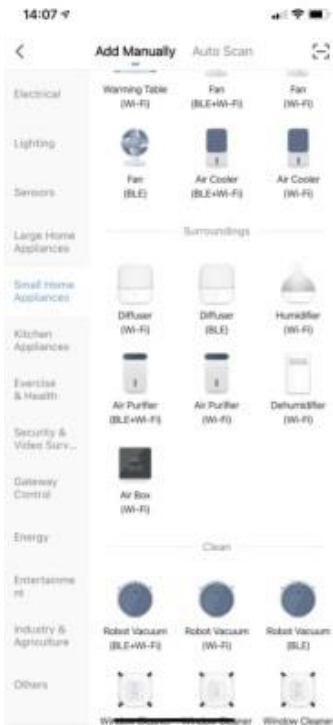 14:07
Add Manually Auto Scan
Electrical
Lighting
Sensors
Large Home
Appliances
Small Home
Appliances
Kitchen
Appliances
Exercise
& Health
Security &
Video Surv...
Gateway
Control
Energy
Entertainme
nt
Industry &
Agriculture
Others
Warming Table
(Wi-Fi)
Fan
(BLE+Wi-Fi)
Fan
(Wi-Fi)
Fan
(BLE)
Air Cooler
(BLE+Wi-Fi)
Air Cooler
(Wi-Fi)
Surroundings
Diffuser
(Wi-Fi)
Diffuser
(BLE)
Humidifier
(Wi-Fi)
Air Purifier
(BLE+Wi-Fi)
Air Purifier
(Wi-Fi)
Dehumidifier
(Wi-Fi)
Air Box
(Wi-Fi)
Clean
Robot Vacuum
(BLE+Wi-Fi)
Robot Vacuum
(Wi-Fi)
Robot Vacuum
(BLE)
Window Cleaner
Window Cleaner
Window Cleaner